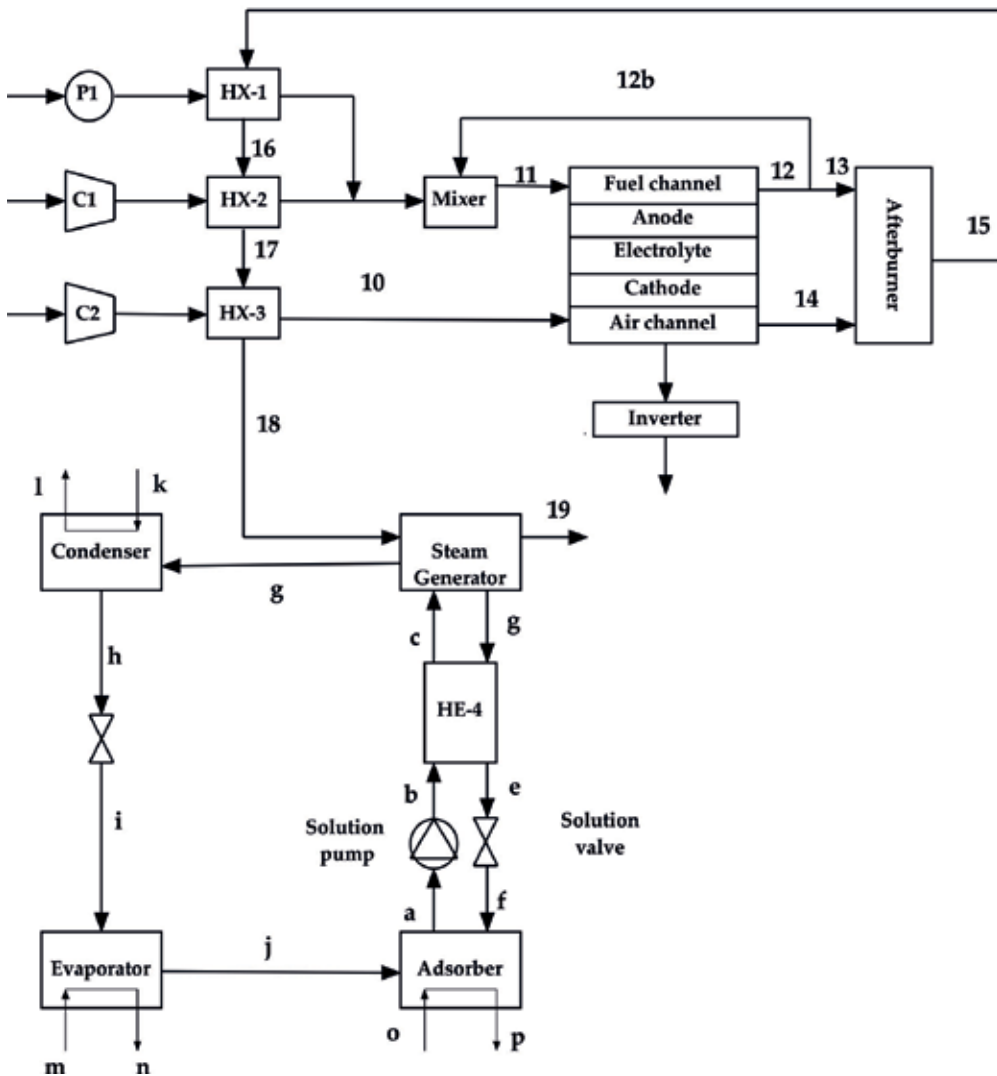 12b
P1
HX-1
16
11
12
13
C1
HX-2
Mixer
Fuel channel
Anode
Electrolyte
Cathode
Air channel
Afterburner
15
17
10
14
C2
HX-3
Inverter
18
l
k
19
Condenser
Steam
Generator
g
c
g
h
HE-4
b
e
i
Solution
pump
Solution
valve
a
f
j
Evaporator
Adsorber
m
n
o
p